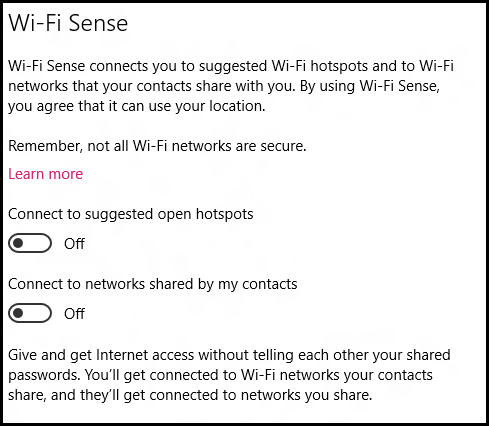 Wi-Fi Sense
Wi-Fi Sense connects you to suggested Wi-Fi hotspots and to Wi-Fi
networks that your contacts share with you. By using Wi-Fi Sense,
you agree that it can use your location.
Remember, not all Wi-Fi networks are secure.
Learn more
Connect to suggested open hotspots
Off
Connect to networks shared by my contacts
Off
Give and get Internet access without telling each other your shared
passwords. You’ll get connected to Wi-Fi networks your contacts
share, and they’ll get connected to networks you share.